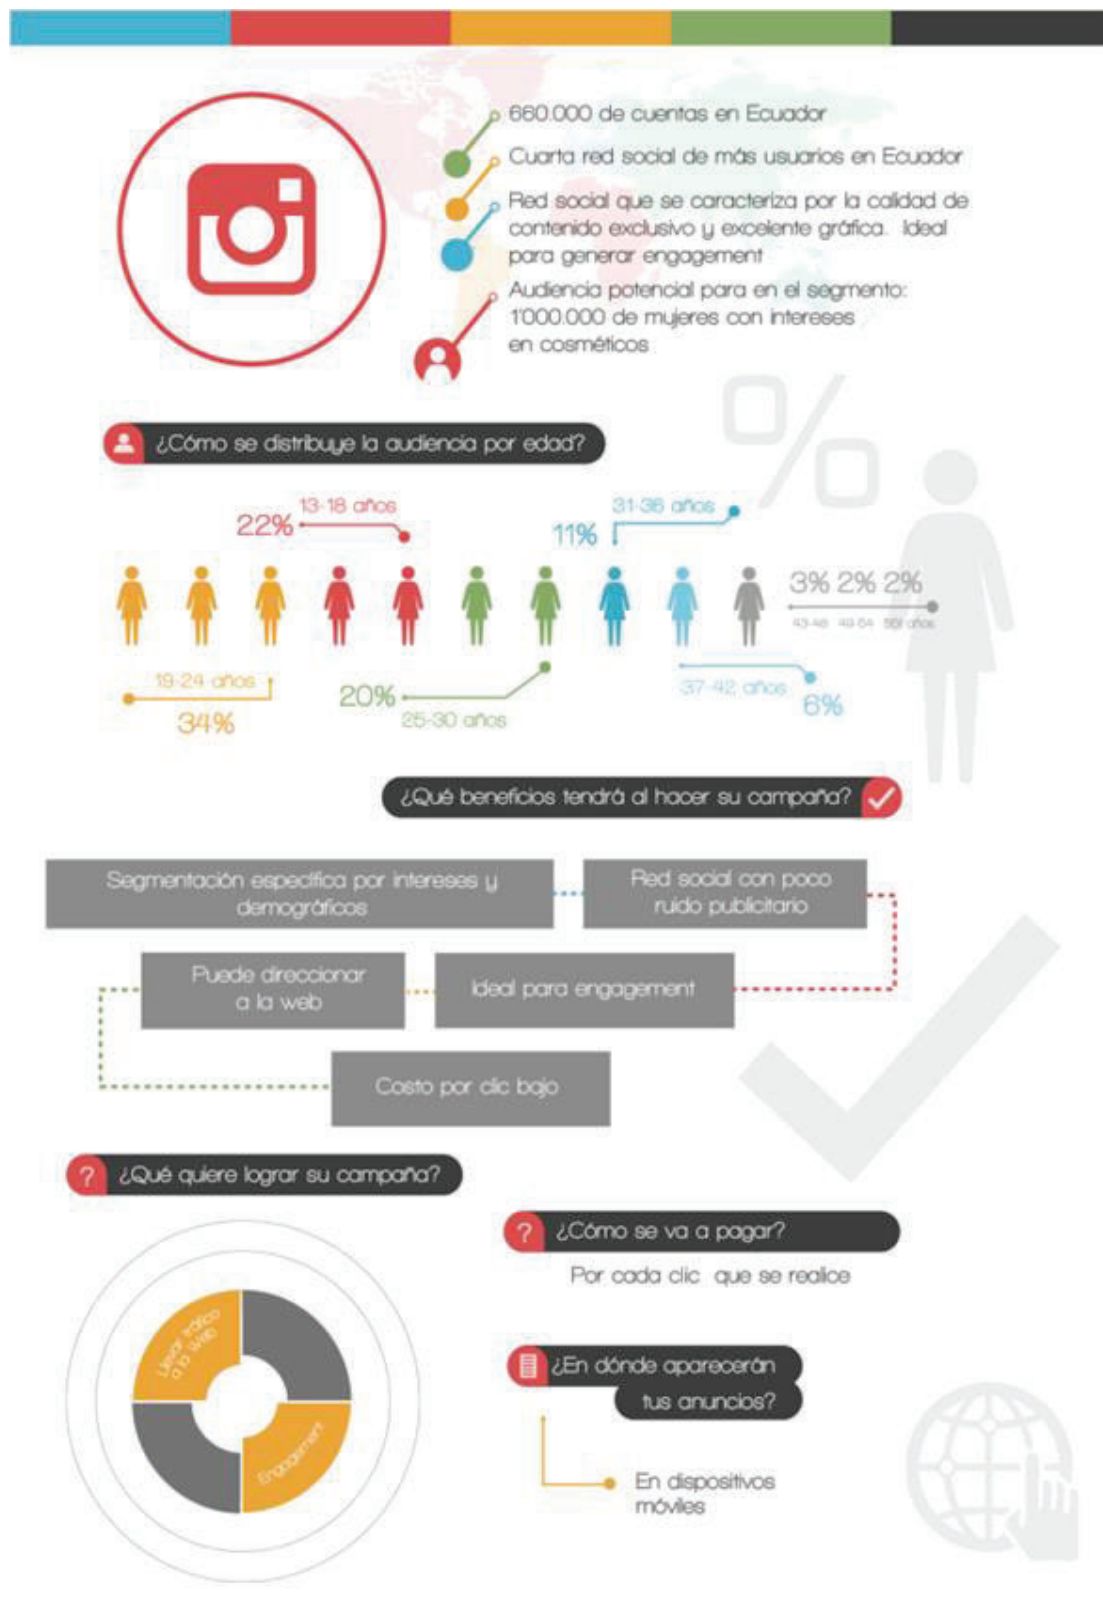 660.000 de cuentas en Ecuador
Cuarta red social de más usuarios en Ecuador
Red social que se caracteriza por la calidad de
contenido exclusivo y excelente gráfica. Ideal
para generar engagement
Audiencia potencial para en el segmento:
1'000.000 de mujeres con intereses
en cosméticos
¿Cómo se distribuye la audiencia por edad?
13-18 años
22%
31-36 años
11%
3% 2% 2%
43-48 49-54 años
19-24 años
34%
20%
25-30 años
37-42 años
6%
¿Qué beneficios tendrá al hacer su campaña?
Segmentación específica por intereses y
demográficos
Red social con poco
ruido publicitario
Puede direccionar
a la web
Ideal para engagement
Costo por clic bajo
? ¿Qué quiere lograr su campaña?
Llevar tráfico
a la Web
Engagement
? ¿Cómo se va a pagar?
Por cada clic que se realice
¿En dónde aparecerán
tus anuncios?
En dispositivos
móviles